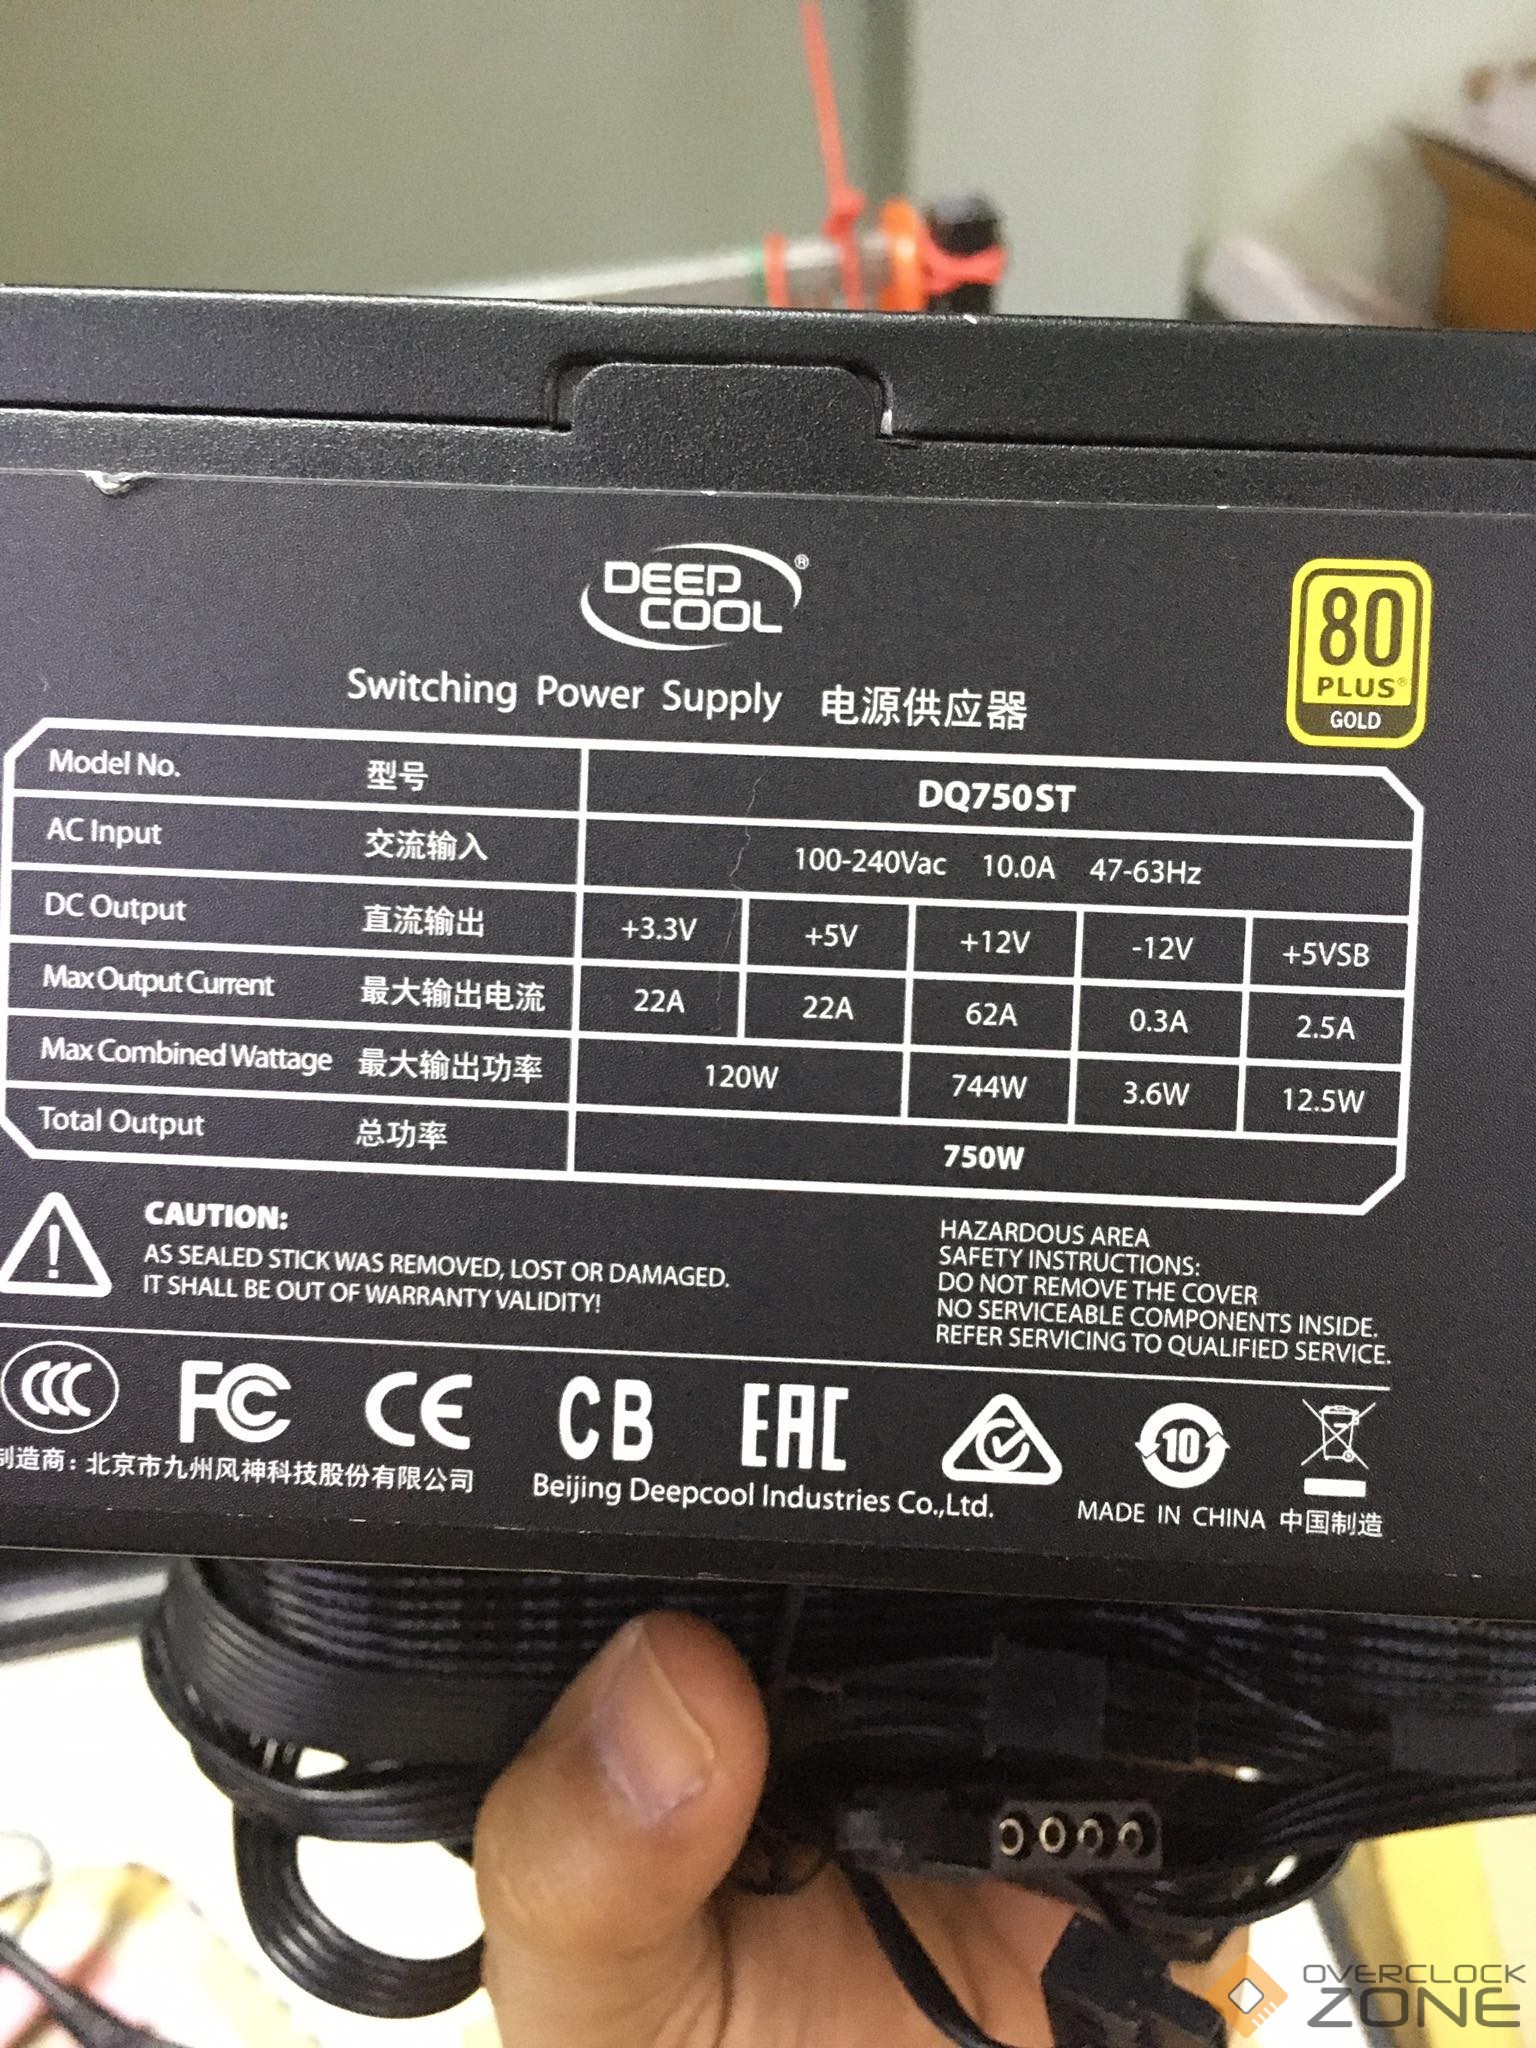 DEEP
COOL®
Switching Power Supply 电源供应器
80
PLUS®
GOLD
Model No. 型号 DQ750ST
AC Input 交流输入 100-240Vac 10.0A 47-63Hz
DC Output 直流输出 +3.3V +5V +12V -12V +5VSB
Max Output Current 最大输出电流 22A 22A 62A 0.3A 2.5A
Max Combined Wattage 最大输出功率 120W 744W 3.6W 12.5W
Total Output 总功率 750W
CAUTION:
AS SEALED STICK WAS REMOVED, LOST OR DAMAGED.
IT SHALL BE OUT OF WARRANTY VALIDITY!
HAZARDOUS AREA
SAFETY INSTRUCTIONS:
DO NOT REMOVE THE COVER
NO SERVICEABLE COMPONENTS INSIDE.
REFER SERVICING TO QUALIFIED SERVICE.
CCC FC CE CB EAC 10
制造商: 北京市九州风神科技股份有限公司
Beijing Deepcool Industries Co.,Ltd.
MADE IN CHINA 中国制造
OVERCLOCK
ZONE